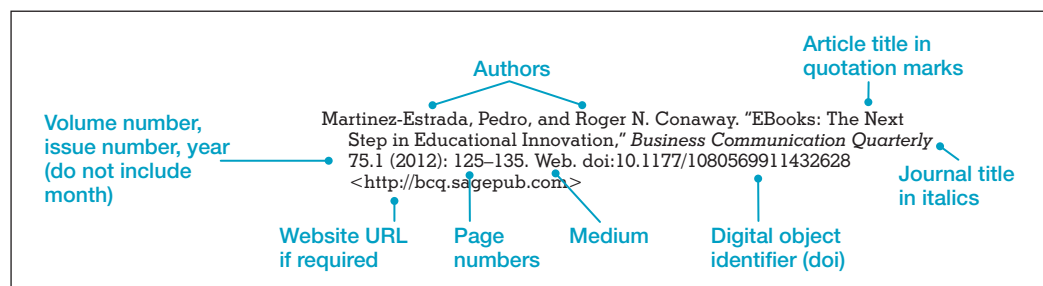 Article title in
quotation marks
Authors
Martinez-Estrada, Pedro, and Roger N. Conaway. “EBooks: The Next
Step in Educational Innovation,” Business Communication Quarterly
75.1 (2012): 125–135. Web. doi:10.1177/1080569911432628
<http://bcq.sagepub.com>
Volume number,
issue number, year
(do not include
month)
Journal title
in italics
Website URL
if required
Page
numbers
Medium
Digital object
identifier (doi)